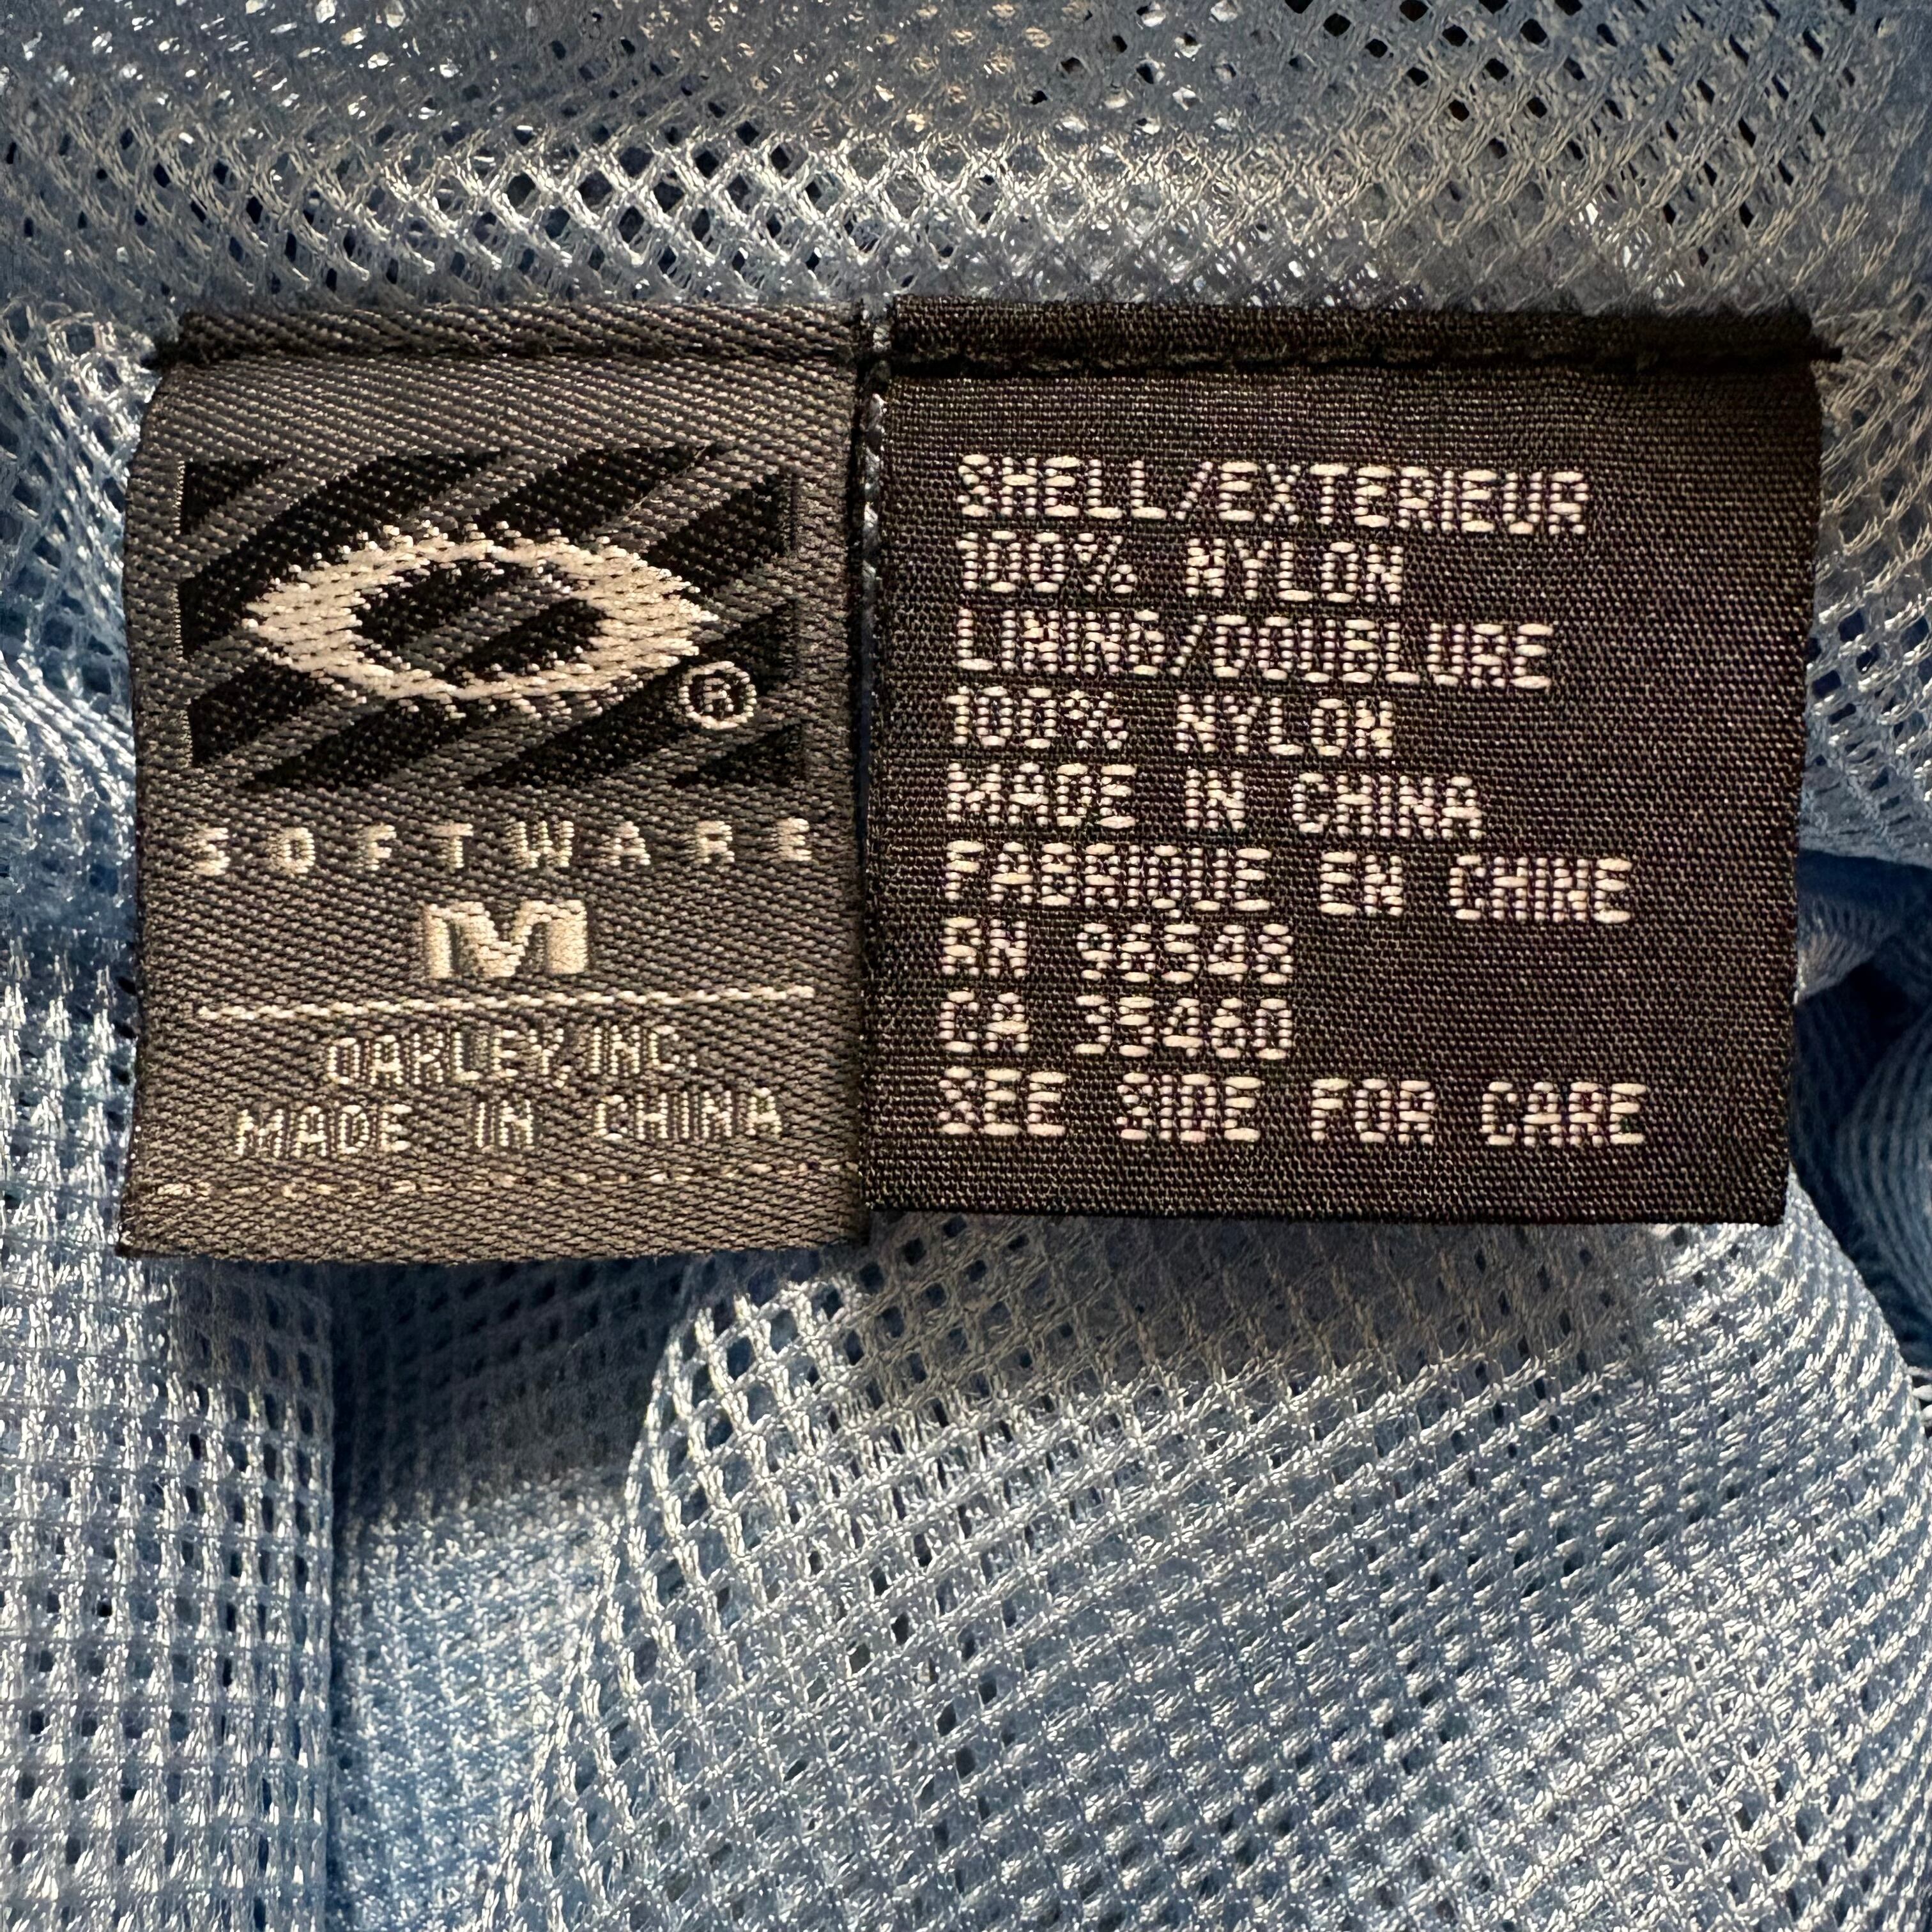 ®
SOFTWARE
M
OAKLEY, INC.
MADE IN CHINA
SHELL/EXTERIEUR
100% NYLON
LINING/DOUBLURE
100% NYLON
MADE IN CHINA
FABRIQUE EN CHINE
RN 96548
CA 35460
SEE SIDE FOR CARE